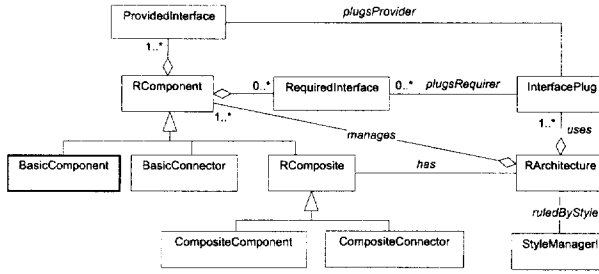 ProvidedInterface
plugsProvider
1..*
RComponent
0..*
RequiredInterface
0..*
plugsRequirer
InterfacePlug
1..*
manages
1..*
uses
BasicComponent
BasicConnector
RComposite
has
RArchitecture
ruledByStyle
CompositeComponent
CompositeConnector
StyleManagerI